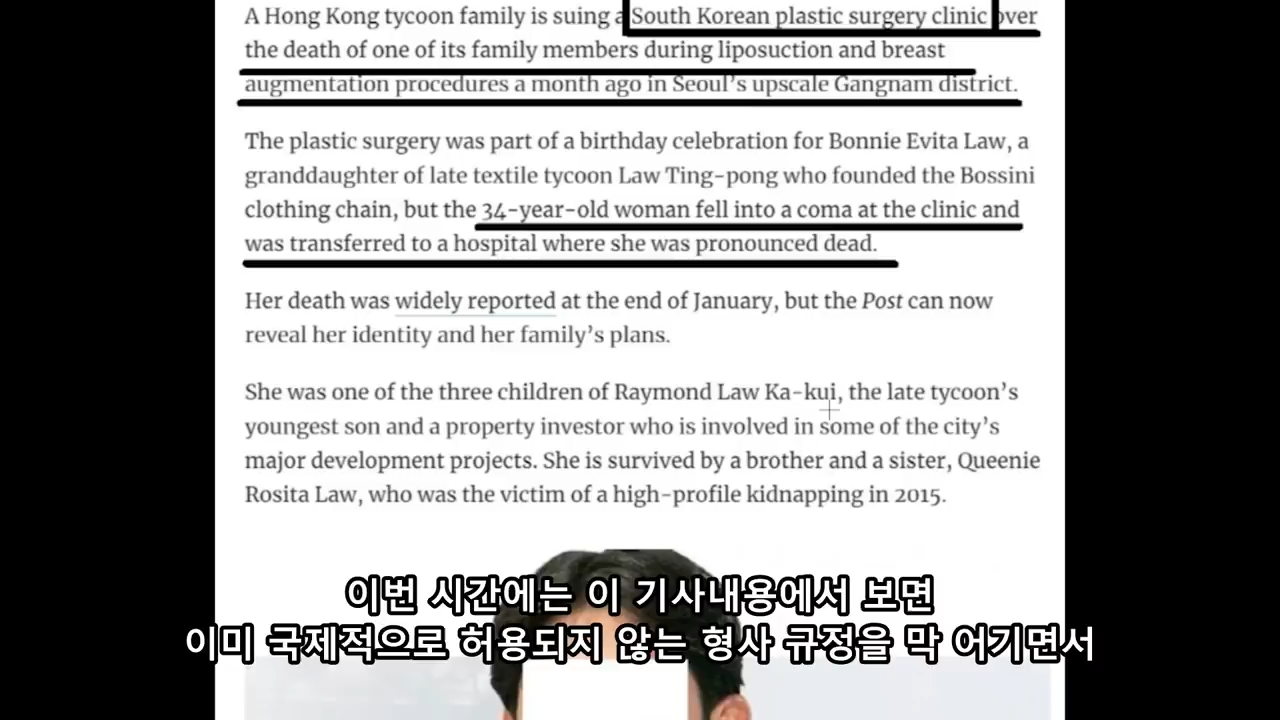 A Hong Kong tycoon family is suing a South Korean plastic surgery clinic over
the death of one of its family members during liposuction and breast
augmentation procedures a month ago in Seoul's upscale Gangnam district.
The plastic surgery was part of a birthday celebration for Bonnie Evita Law, a
granddaughter of late textile tycoon Law Ting-pong who founded the Bossini
clothing chain, but the 34-year-old woman fell into a coma at the clinic and
was transferred to a hospital where she was pronounced dead.
Her death was widely reported at the end of January, but the Post can now
reveal her identity and her family's plans.
She was one of the three children of Raymond Law Ka-kui, the late tycoon's
youngest son and a property investor who is involved in some of the city's
major development projects. She is survived by a brother and a sister, Queenie
Rosita Law, who was the victim of a high-profile kidnapping in 2015.
이번 시간에는 이 기사내용에서 보면
이미 국제적으로 허용되지 않는 형사 규정을 막 어기면서